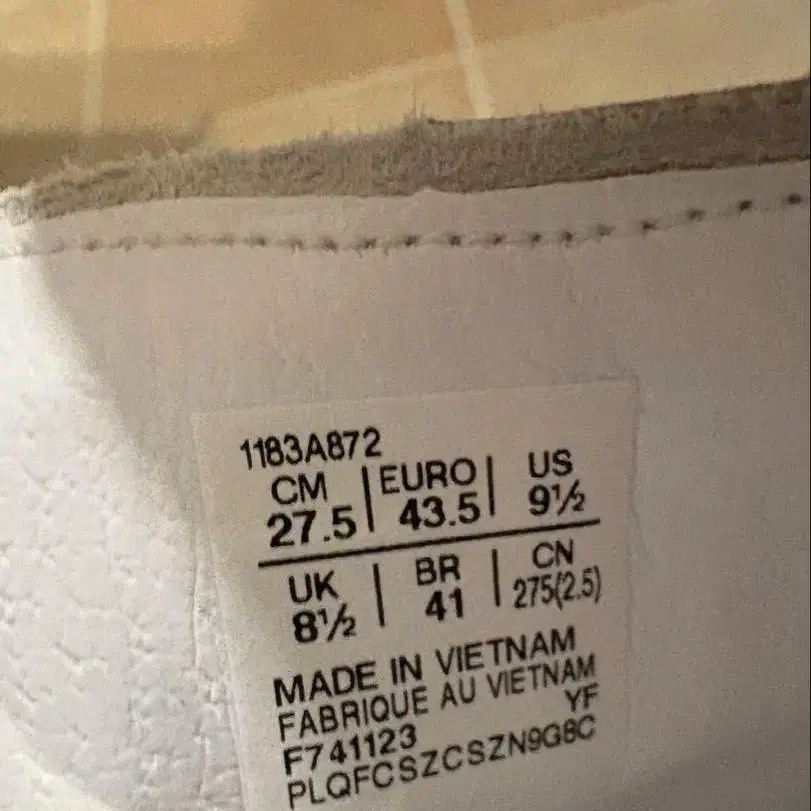 1183A872
CM | EURO | US
27.5 | 43.5 | 9½
UK | BR | CN
8½ | 41 | 275(2.5)
MADE IN VIETNAM
FABRIQUE AU VIETNAM
F741123 YF
PLQFCSZCSZN9G8C